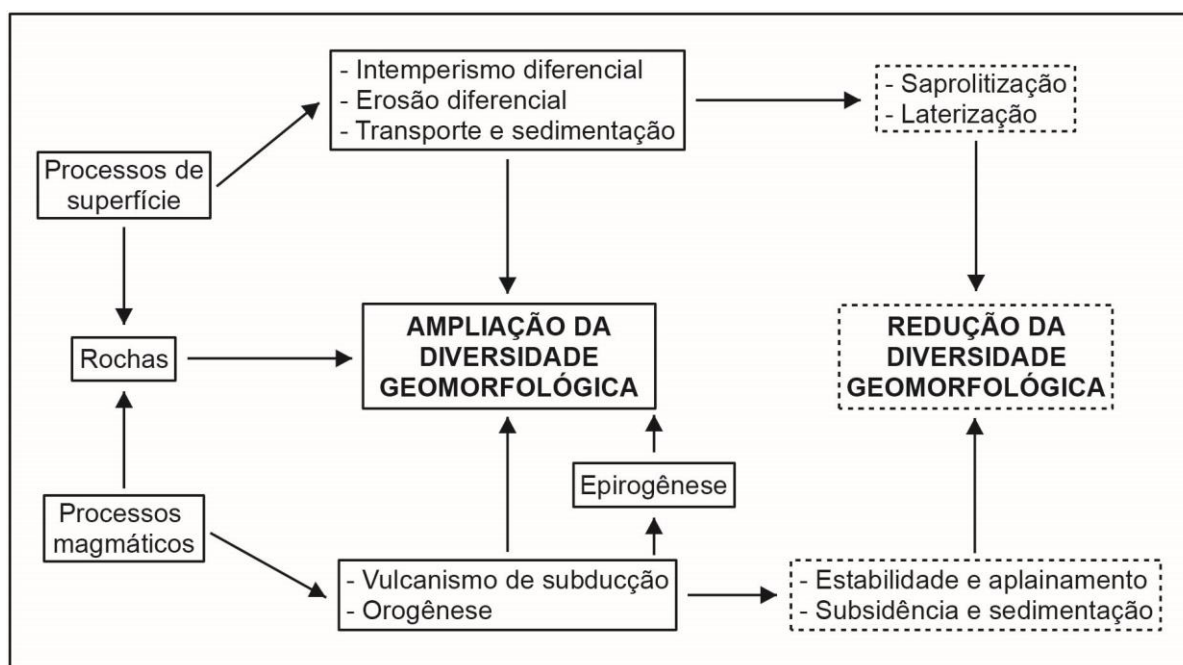 - Intemperismo diferencial
- Erosão diferencial
- Transporte e sedimentação
- Saprolitização
- Laterização
Processos de
superfície
Rochas
AMPLIAÇÃO DA
DIVERSIDADE
GEOMORFOLÓGICA
REDUÇÃO DA
DIVERSIDADE
GEOMORFOLÓGICA
Epirogênese
Processos
magmáticos
- Vulcanismo de subducção
- Orogênese
- Estabilidade e aplainamento
- Subsidência e sedimentação